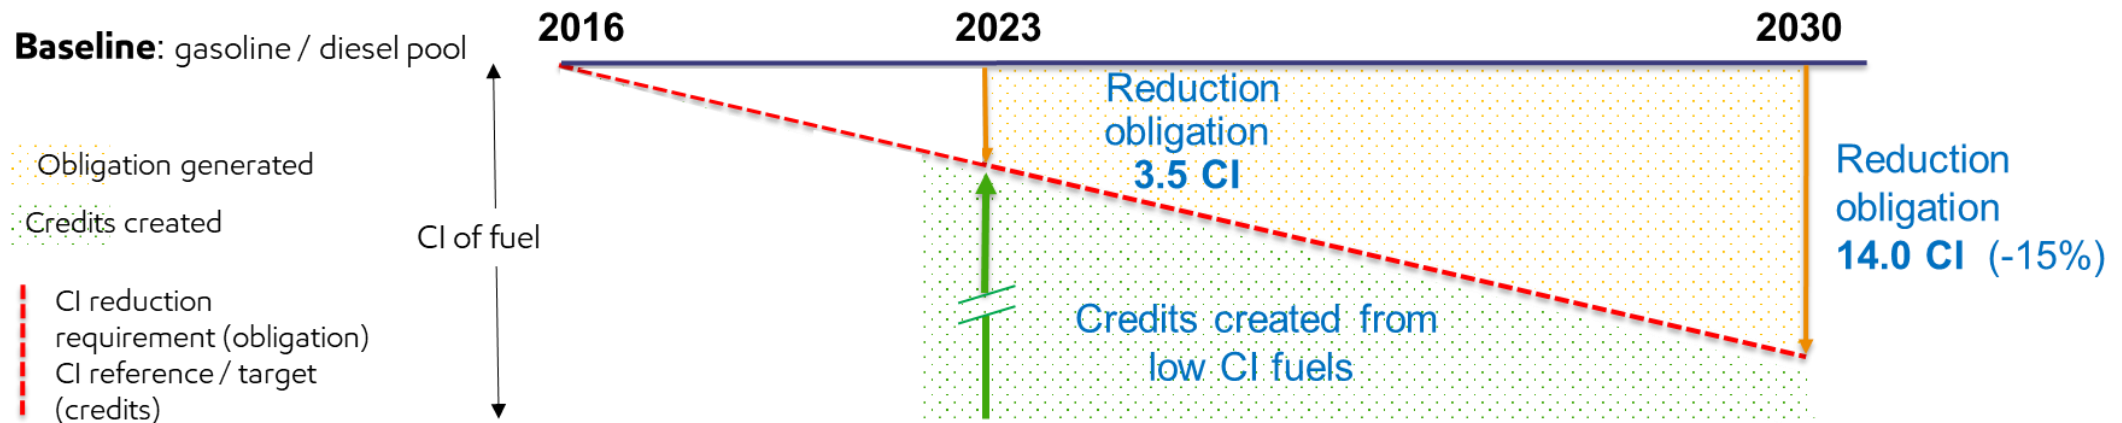 2016
2023
2030
Baseline: gasoline / diesel pool
Reduction
obligation
3.5 CI
Obligation generated
Credits created
CI of fuel
Reduction
obligation
14.0 CI (-15%)
CI reduction
requirement (obligation)
CI reference / target
(credits)
Credits created from
low CI fuels